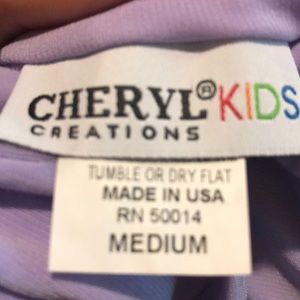 CHERYL® KIDS
CREATIONS
TUMBLE OR DRY FLAT
MADE IN USA
RN 50014
MEDIUM